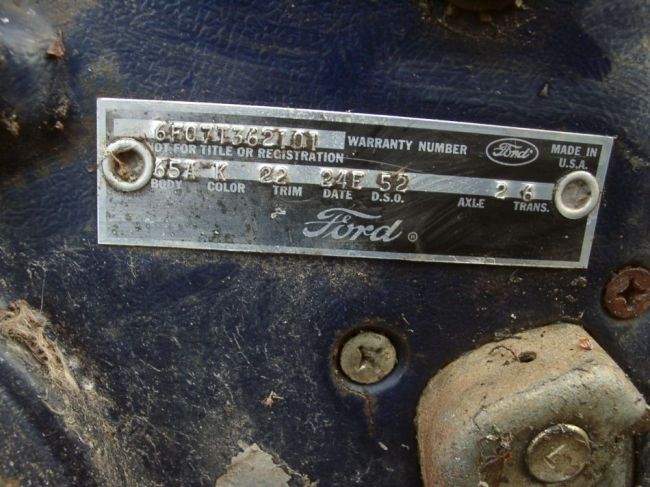 6F07T362101 WARRANTY NUMBER Ford MADE IN U.S.A.
NOT FOR TITLE OR REGISTRATION
65A K 22 24E 52 2 6
BODY COLOR TRIM DATE D.S.O. AXLE TRANS.
Ford ®